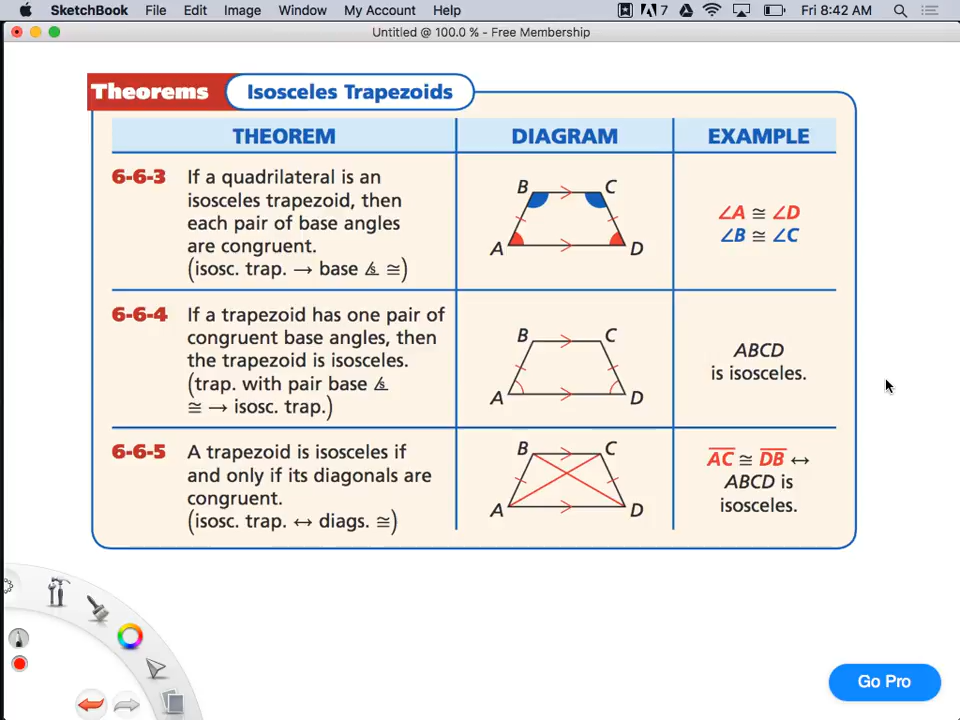 SketchBook File Edit Image Window My Account Help 7 Fri 8:42 AM
Untitled @ 100.0 % - Free Membership
Theorems Isosceles Trapezoids
THEOREM DIAGRAM EXAMPLE
6-6-3 If a quadrilateral is an
isosceles trapezoid, then
each pair of base angles
are congruent.
(isosc. trap. → base ∡s ≅)
B C
A D
∠A ≅ ∠D
∠B ≅ ∠C
6-6-4 If a trapezoid has one pair of
congruent base angles, then
the trapezoid is isosceles.
(trap. with pair base ∡s
≅ → isosc. trap.)
B C
A D
ABCD
is isosceles.
6-6-5 A trapezoid is isosceles if
and only if its diagonals are
congruent.
(isosc. trap. ↔ diags. ≅)
B C
A D
A̅C̅ ≅ D̅B̅ ↔
ABCD is
isosceles.
Go Pro